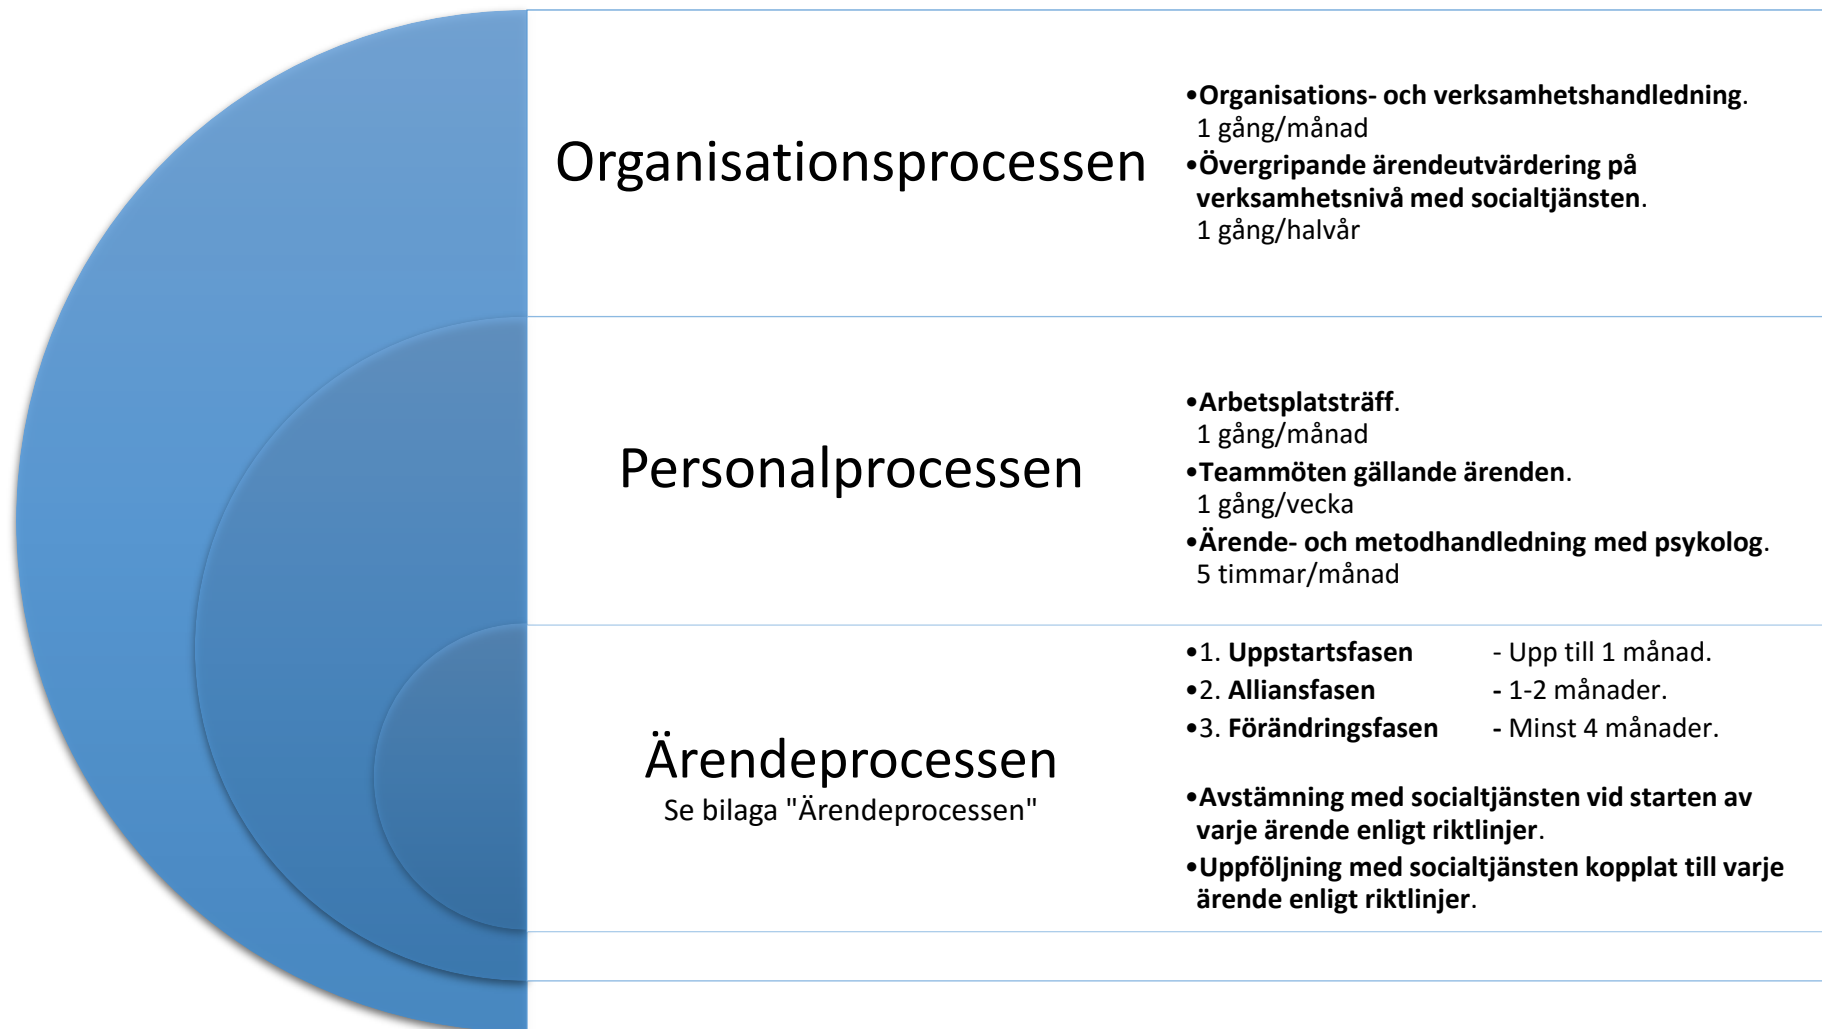 Organisationsprocessen
•Organisations- och verksamhetshandledning.
1 gång/månad
•Övergripande ärendeutvärdering på
verksamhetsnivå med socialtjänsten.
1 gång/halvår
Personalprocessen
•Arbetsplatsträff.
1 gång/månad
•Teammöten gällande ärenden.
1 gång/vecka
•Ärende- och metodhandledning med psykolog.
5 timmar/månad
Ärendeprocessen
Se bilaga "Ärendeprocessen"
•1. Uppstartsfasen - Upp till 1 månad.
•2. Alliansfasen - 1-2 månader.
•3. Förändringsfasen - Minst 4 månader.
•Avstämning med socialtjänsten vid starten av
varje ärende enligt riktlinjer.
•Uppföljning med socialtjänsten kopplat till varje
ärende enligt riktlinjer.